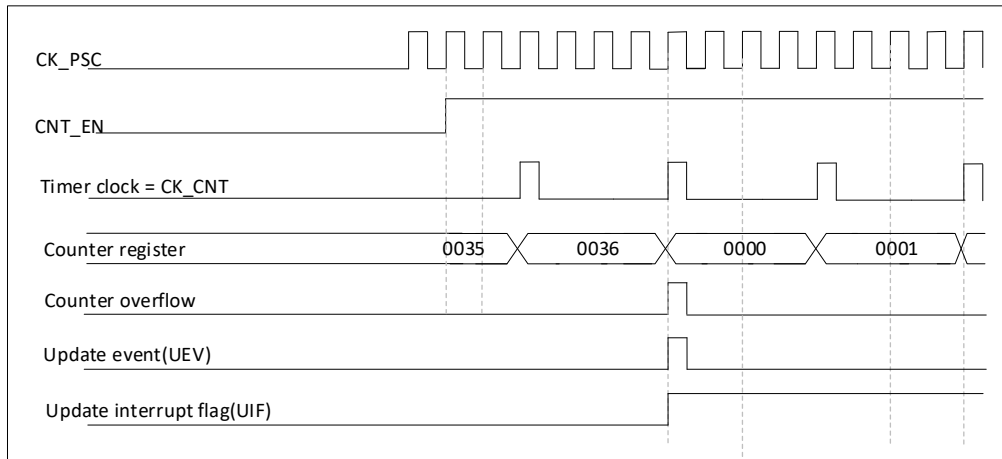 CK_PSC
CNT_EN
Timer clock = CK_CNT
Counter register 0035 0036 0000 0001
Counter overflow
Update event(UEV)
Update interrupt flag(UIF)